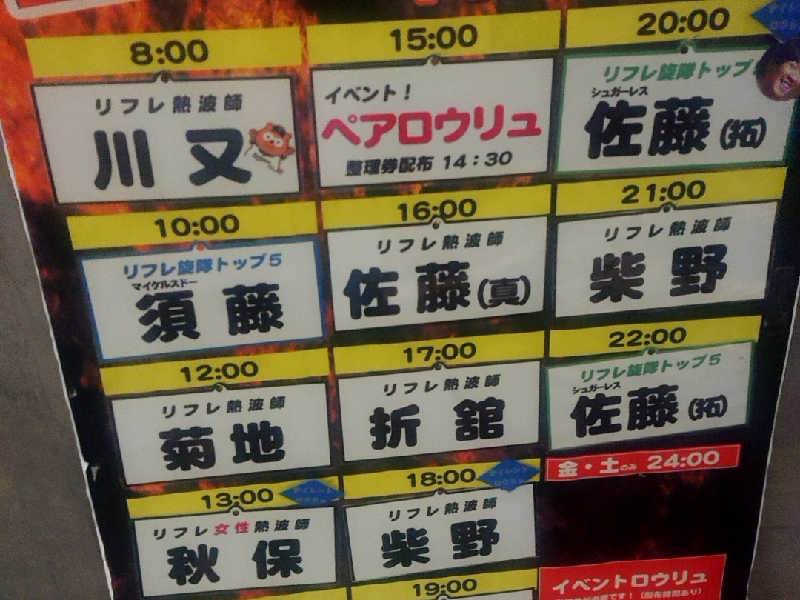 8:00
リフレ熱波師
川又
10:00
リフレ旋隊トップ5
マイケルスドー
須藤
12:00
リフレ熱波師
菊地
13:00
リフレ女性熱波師
秋保
15:00
イベント!
ペアロウリュ
整理券配布 14:30
16:00
リフレ熱波師
佐藤(真)
17:00
リフレ熱波師
折舘
18:00
リフレ熱波師
柴野
19:00
20:00
リフレ旋隊トップ
シュガーレス
佐藤(拓)
21:00
リフレ熱波師
柴野
22:00
リフレ旋隊トップ5
シュガーレス
佐藤(拓)
金・土のみ 24:00
イベントロウリュ